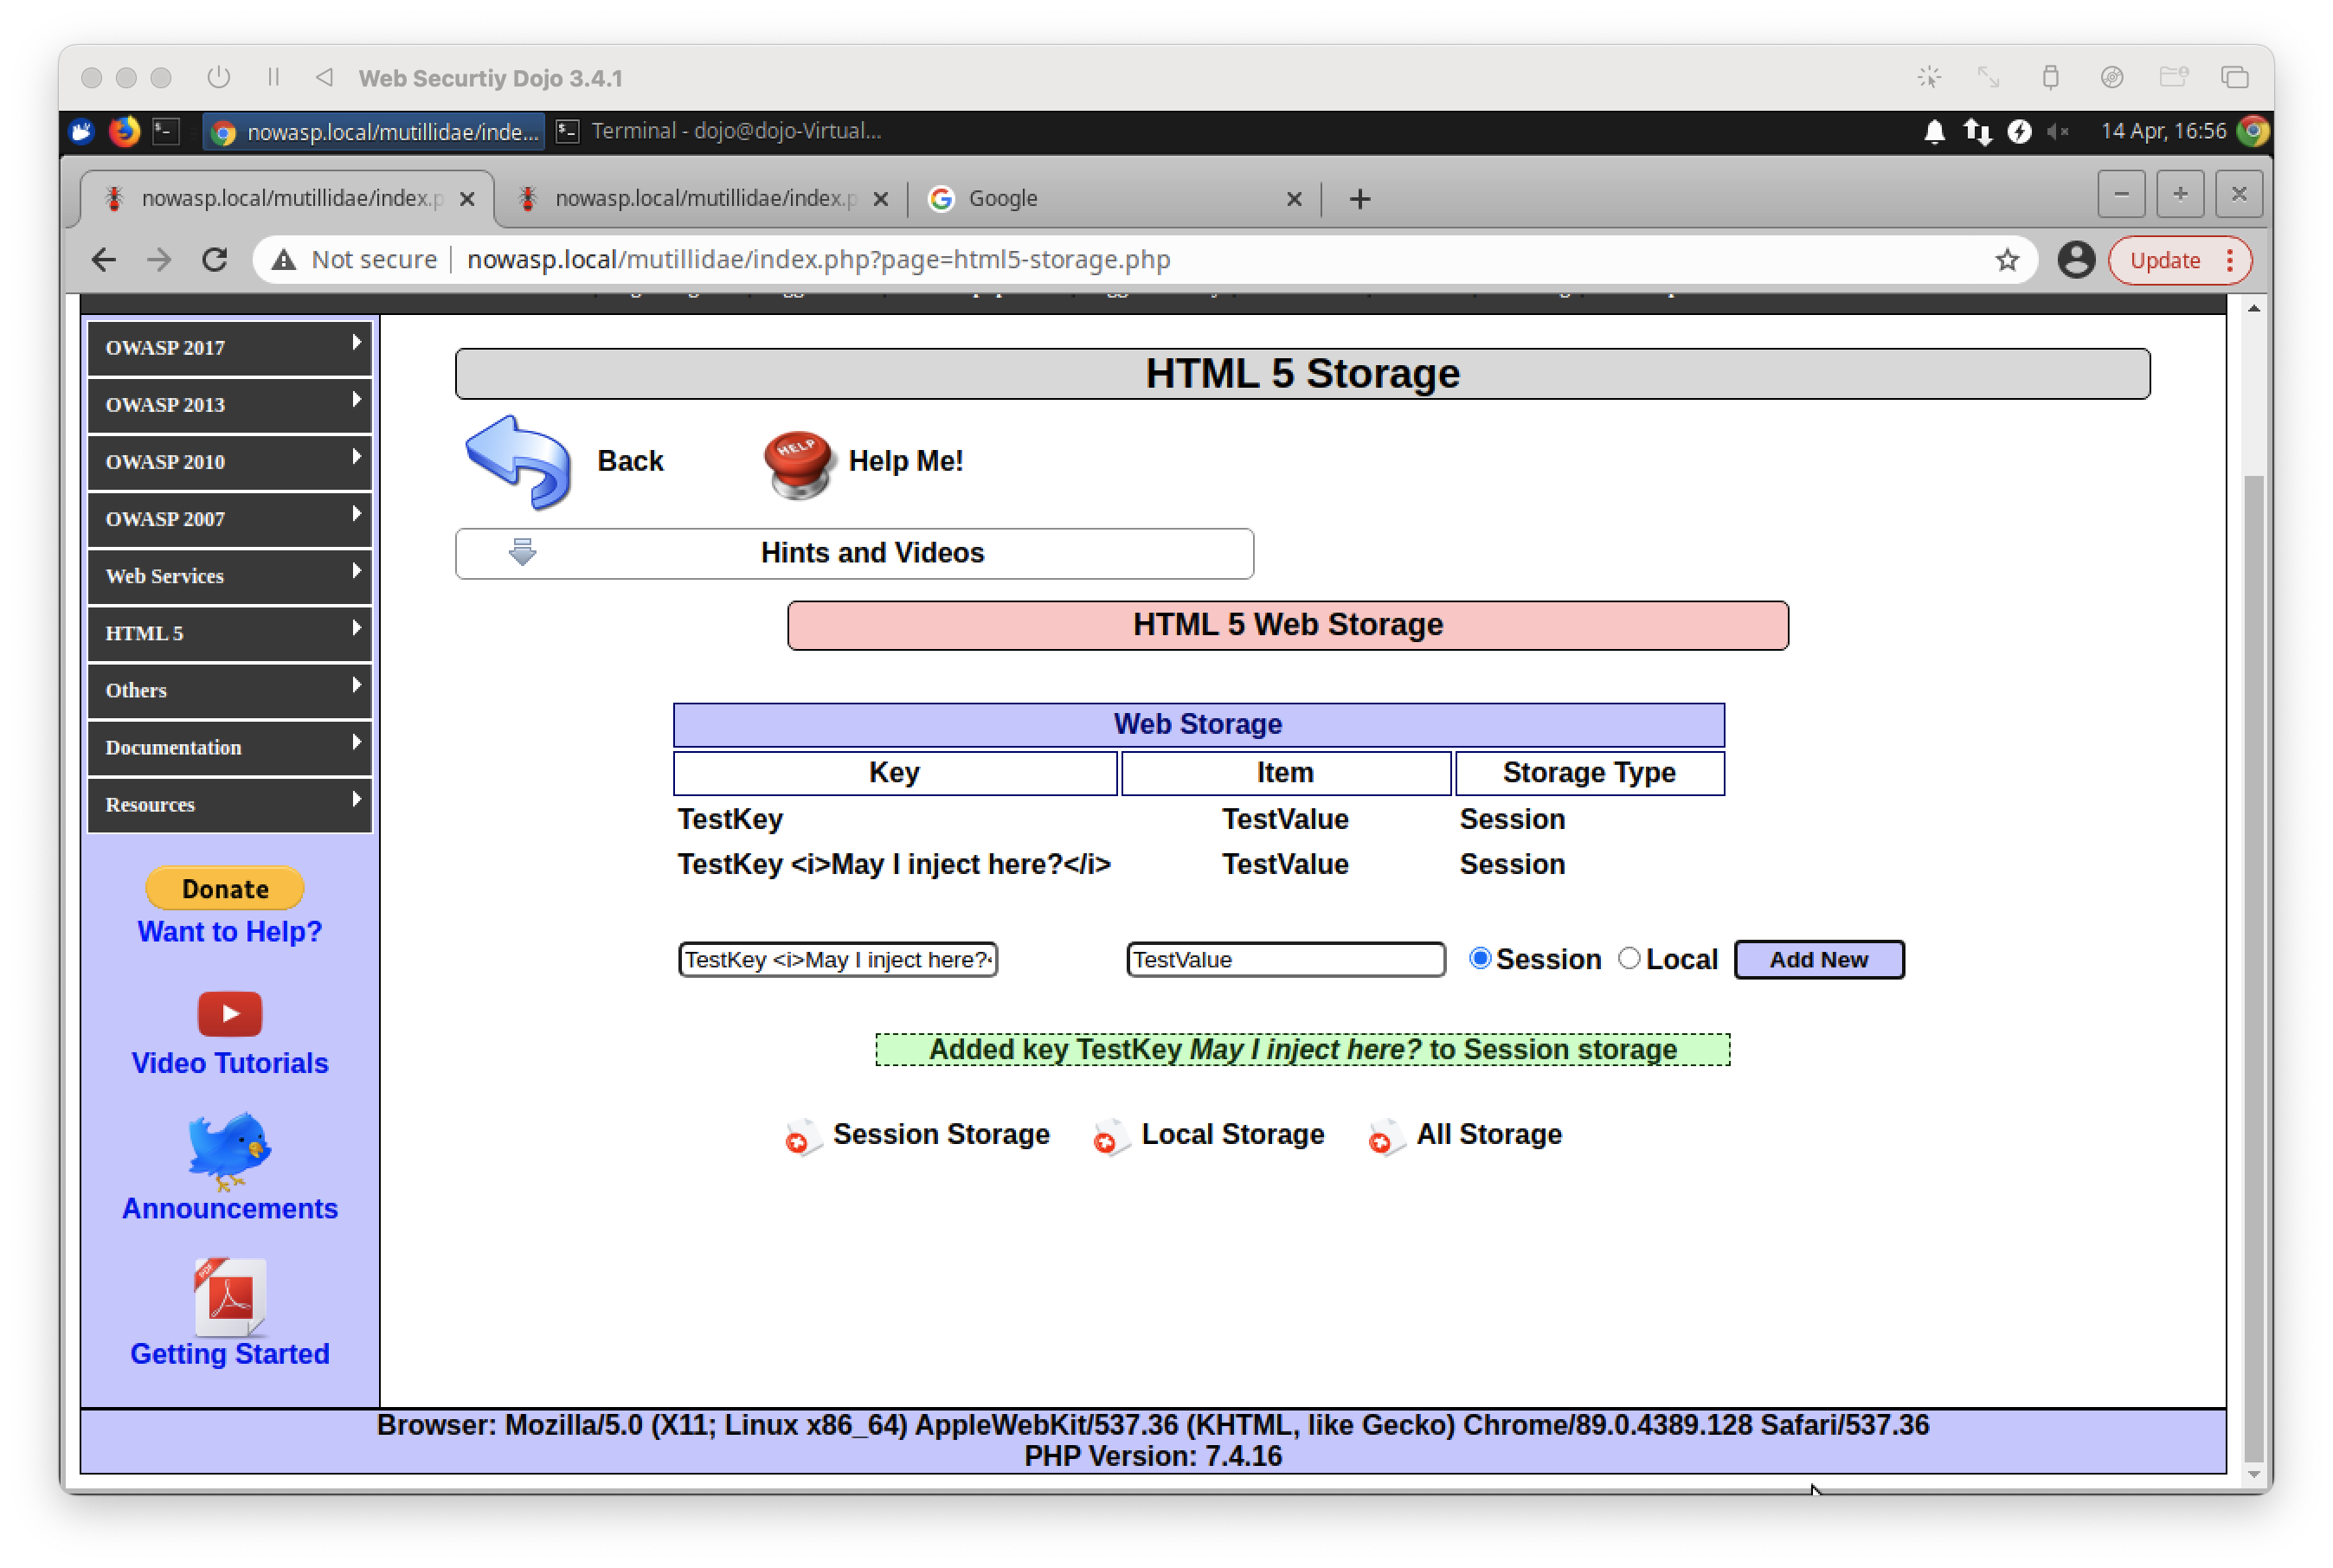 Web Securtiy Dojo 3.4.1
nowasp.local/mutillidae/inde...
Terminal - dojo@dojo-Virtual...
14 Apr, 16:56
nowasp.local/mutillidae/index.p
nowasp.local/mutillidae/index.p
Google
Not secure
nowasp.local/mutillidae/index.php?page=html5-storage.php
Update
OWASP 2017
OWASP 2013
OWASP 2010
OWASP 2007
Web Services
HTML 5
Others
Documentation
Resources
Donate
Want to Help?
Video Tutorials
Announcements
PDF
Getting Started
HTML 5 Storage
Back
HELP
Help Me!
Hints and Videos
HTML 5 Web Storage
Web Storage
Key Item Storage Type
TestKey TestValue Session
TestKey <i>May I inject here?</i> TestValue Session
TestKey <i>May I inject here?< TestValue Session Local Add New
Added key TestKey May I inject here? to Session storage
Session Storage Local Storage All Storage
Browser: Mozilla/5.0 (X11; Linux x86_64) AppleWebKit/537.36 (KHTML, like Gecko) Chrome/89.0.4389.128 Safari/537.36
PHP Version: 7.4.16